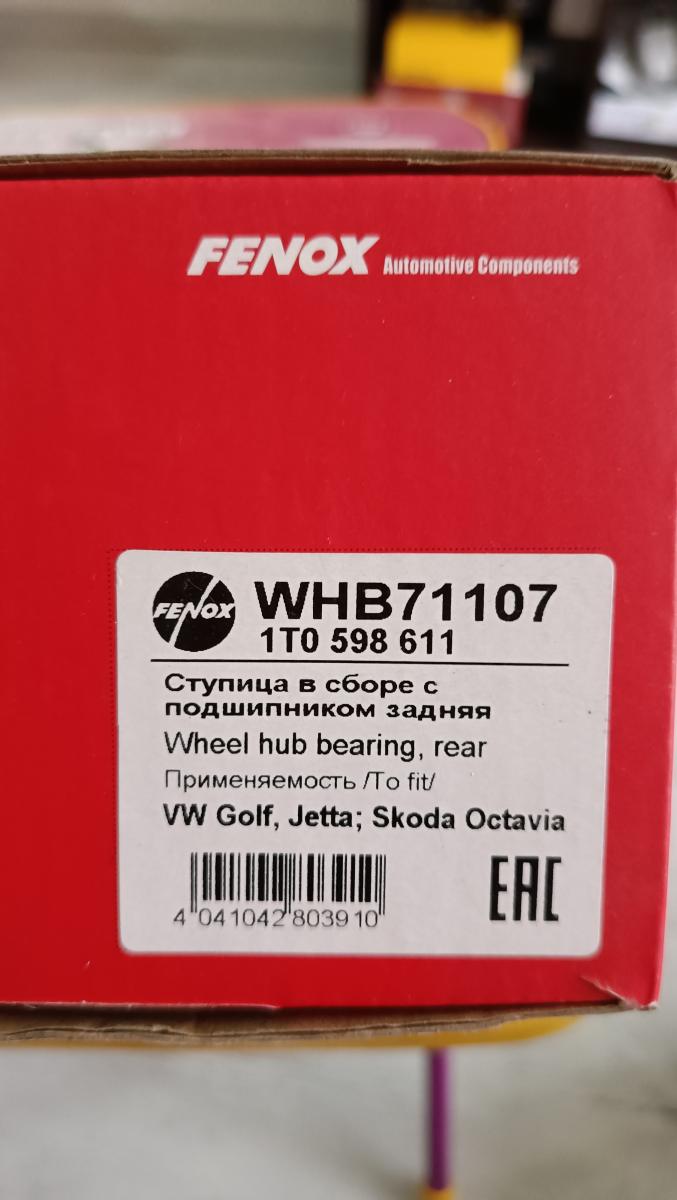 FENOX Automotive Components
FENOX
WHB71107
1T0 598 611
Ступица в сборе с
подшипником задняя
Wheel hub bearing, rear
Применяемость /To fit/
VW Golf, Jetta; Skoda Octavia
4 041042 803910
EAC